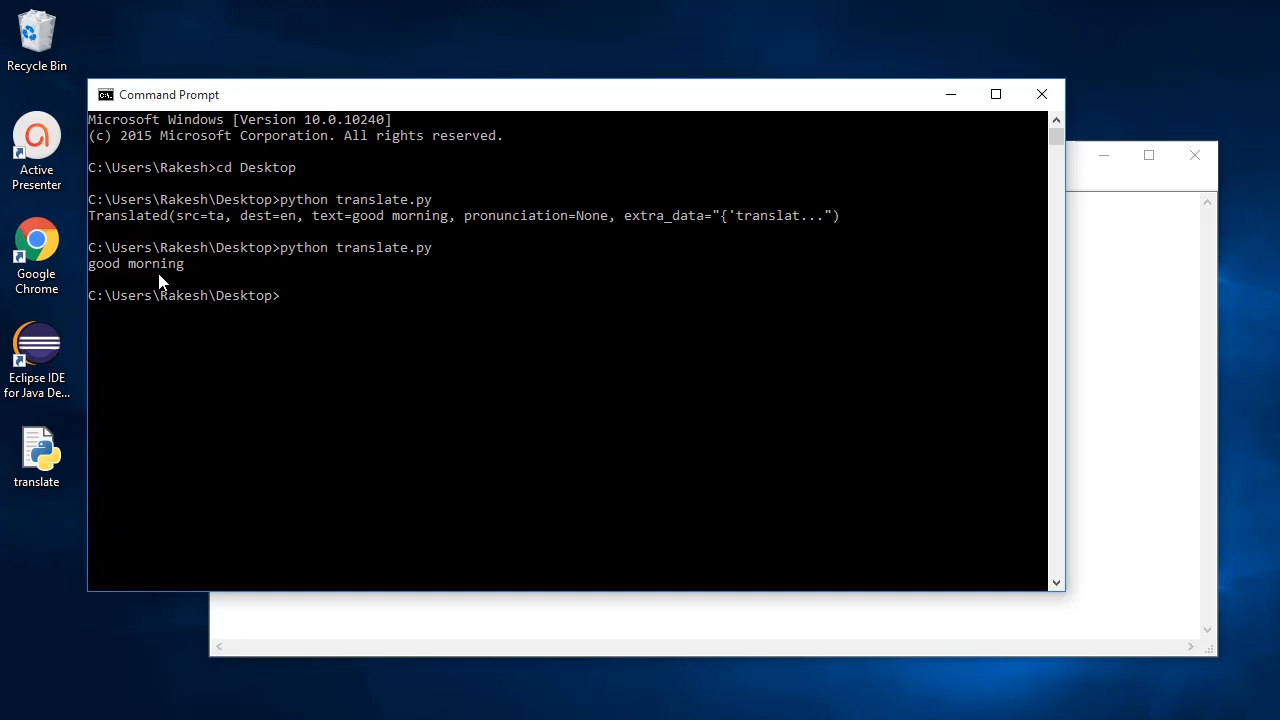 Recycle Bin
Active
Presenter
Google
Chrome
Eclipse IDE
for Java De...
translate
Command Prompt
Microsoft Windows [Version 10.0.10240]
(c) 2015 Microsoft Corporation. All rights reserved.
C:\Users\Rakesh>cd Desktop
C:\Users\Rakesh\Desktop>python translate.py
Translated(src=ta, dest=en, text=good morning, pronunciation=None, extra_data="{'translat...")
C:\Users\Rakesh\Desktop>python translate.py
good morning
C:\Users\Rakesh\Desktop>